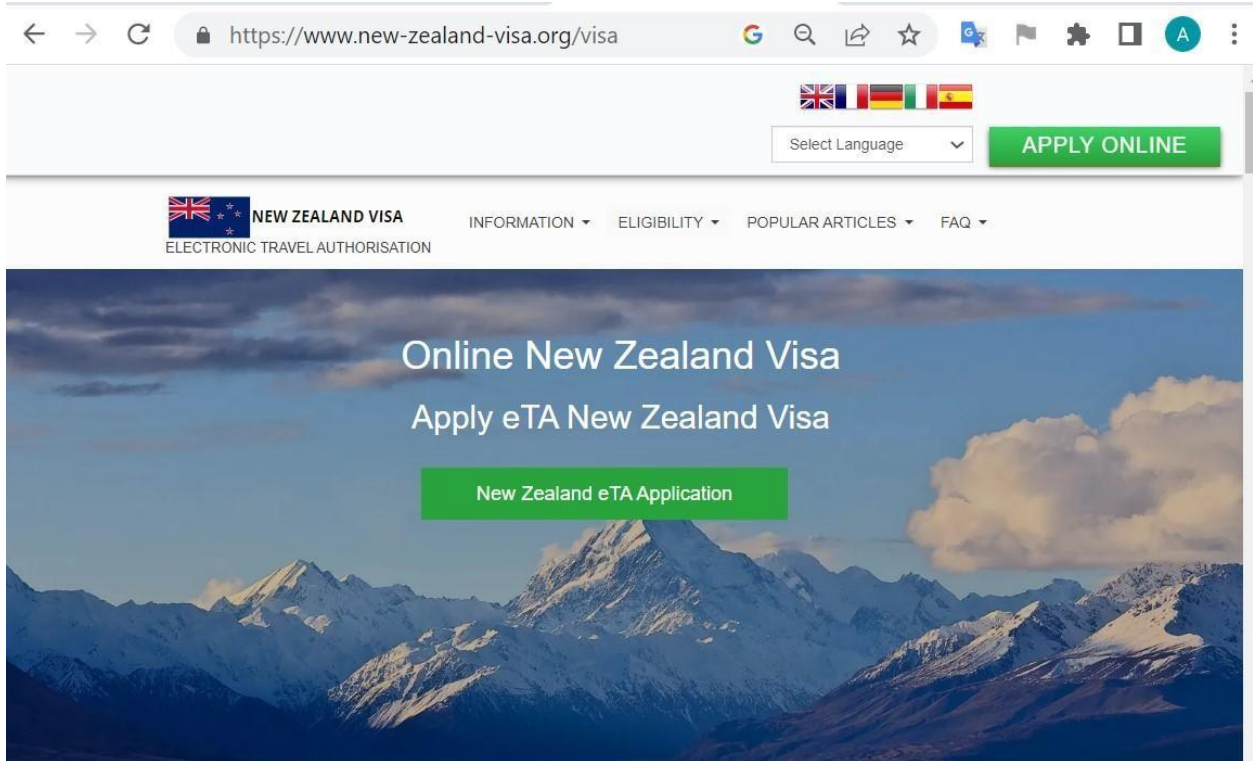 https://www.new-zealand-visa.org/visa
A
Select Language
APPLY ONLINE
NEW ZEALAND VISA
ELECTRONIC TRAVEL AUTHORISATION
INFORMATION
ELIGIBILITY
POPULAR ARTICLES
FAQ
Online New Zealand Visa
Apply eTA New Zealand Visa
New Zealand eTA Application